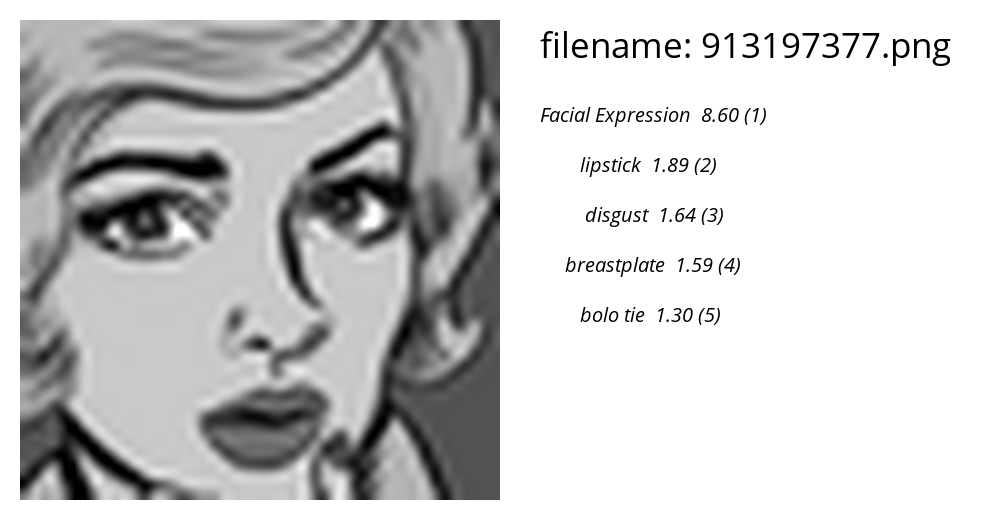 filename: 913197377.png
Facial Expression 8.60 (1)
lipstick 1.89 (2)
disgust 1.64 (3)
breastplate 1.59 (4)
bolo tie 1.30 (5)